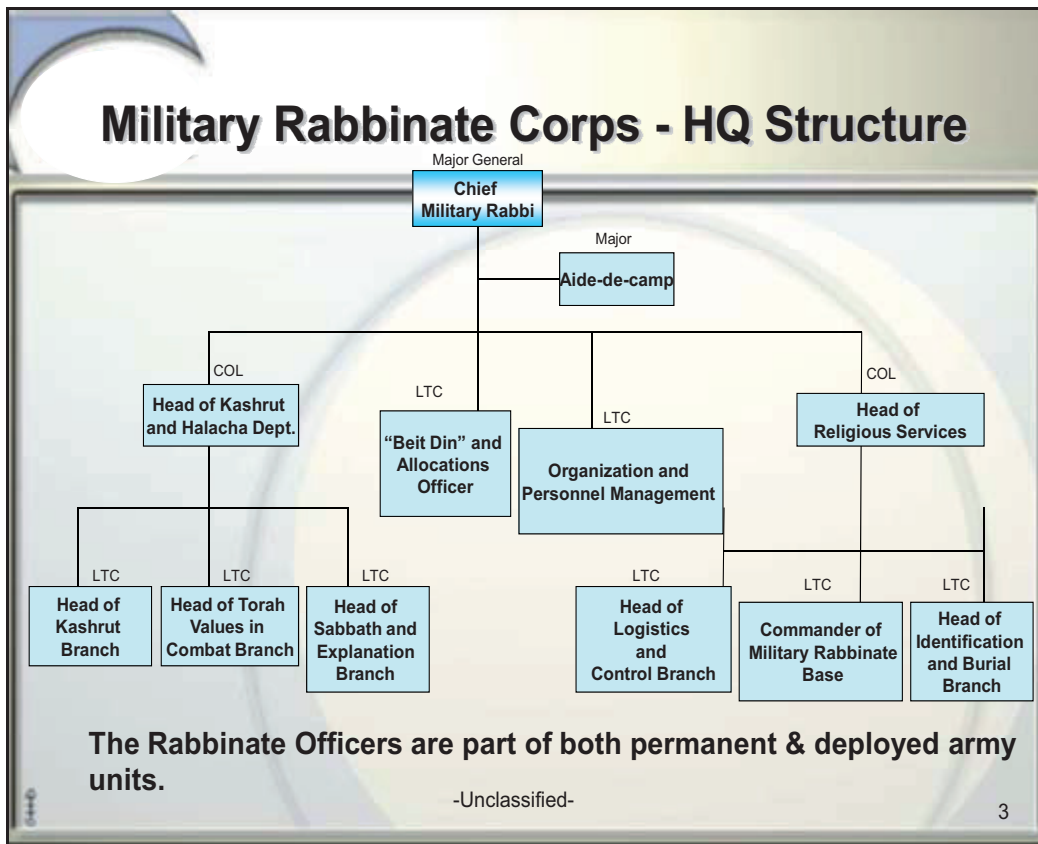 Military Rabbinate Corps - HQ Structure
Major General
Chief
Military Rabbi
Major
Aide-de-camp
COL
Head of Kashrut
and Halacha Dept.
LTC
“Beit Din” and
Allocations
Officer
LTC
Organization and
Personnel Management
COL
Head of
Religious Services
LTC
Head of
Kashrut
Branch
LTC
Head of Torah
Values in
Combat Branch
LTC
Head of
Sabbath and
Explanation
Branch
LTC
Head of
Logistics
and
Control Branch
LTC
Commander of
Military Rabbinate
Base
LTC
Head of
Identification
and Burial
Branch
The Rabbinate Officers are part of both permanent & deployed army
units.
-Unclassified-
3